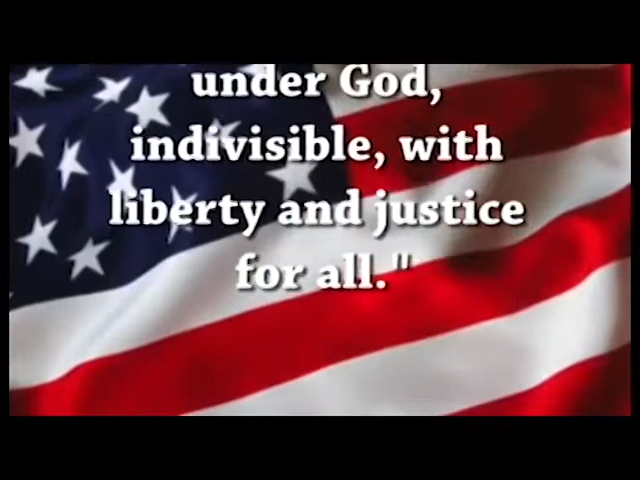 under God,
indivisible, with
liberty and justice
for all."